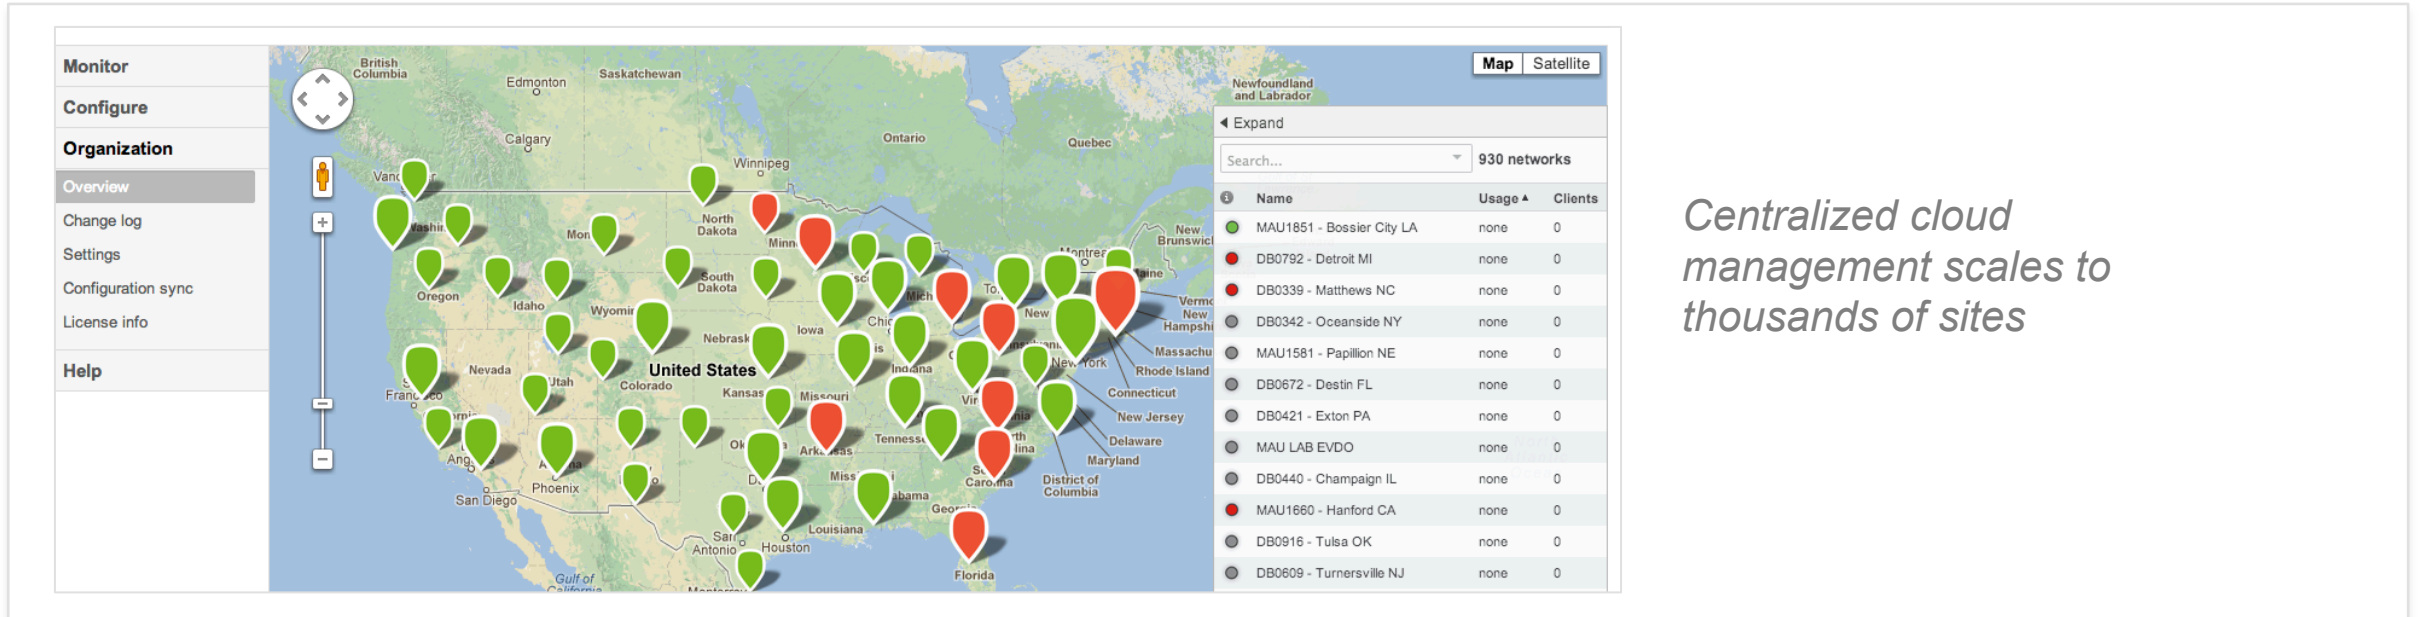 Monitor
Configure
Organization
Overview
Change log
Settings
Configuration sync
License info
Help
British
Columbia
Edmonton
Saskatchewan
Calgary
Winnipeg
Ontario
Quebec
Newfoundland
and Labrador
North
Dakota
South
Dakota
Oregon
Idaho
Iowa
New
Brunswick
Nevada
Utah
Colorado
United States
Kansas
Missouri
Indiana
New York
Massachu
Rhode Island
Connecticut
New Jersey
Delaware
Maryland
District of
Columbia
San Diego
Phoenix
Louisiana
San
Antonio
Houston
Florida
Gulf of
California
Monterrey
Map
Satellite
Expand
Search...
930 networks
Name Usage Clients
MAU1851 - Bossier City LA none 0
DB0792 - Detroit MI none 0
DB0339 - Matthews NC none 0
DB0342 - Oceanside NY none 0
MAU1581 - Papillion NE none 0
DB0672 - Destin FL none 0
DB0421 - Exton PA none 0
MAU LAB EVDO none 0
DB0440 - Champaign IL none 0
MAU1660 - Hanford CA none 0
DB0916 - Tulsa OK none 0
DB0609 - Turnersville NJ none 0
Centralized cloud
management scales to
thousands of sites